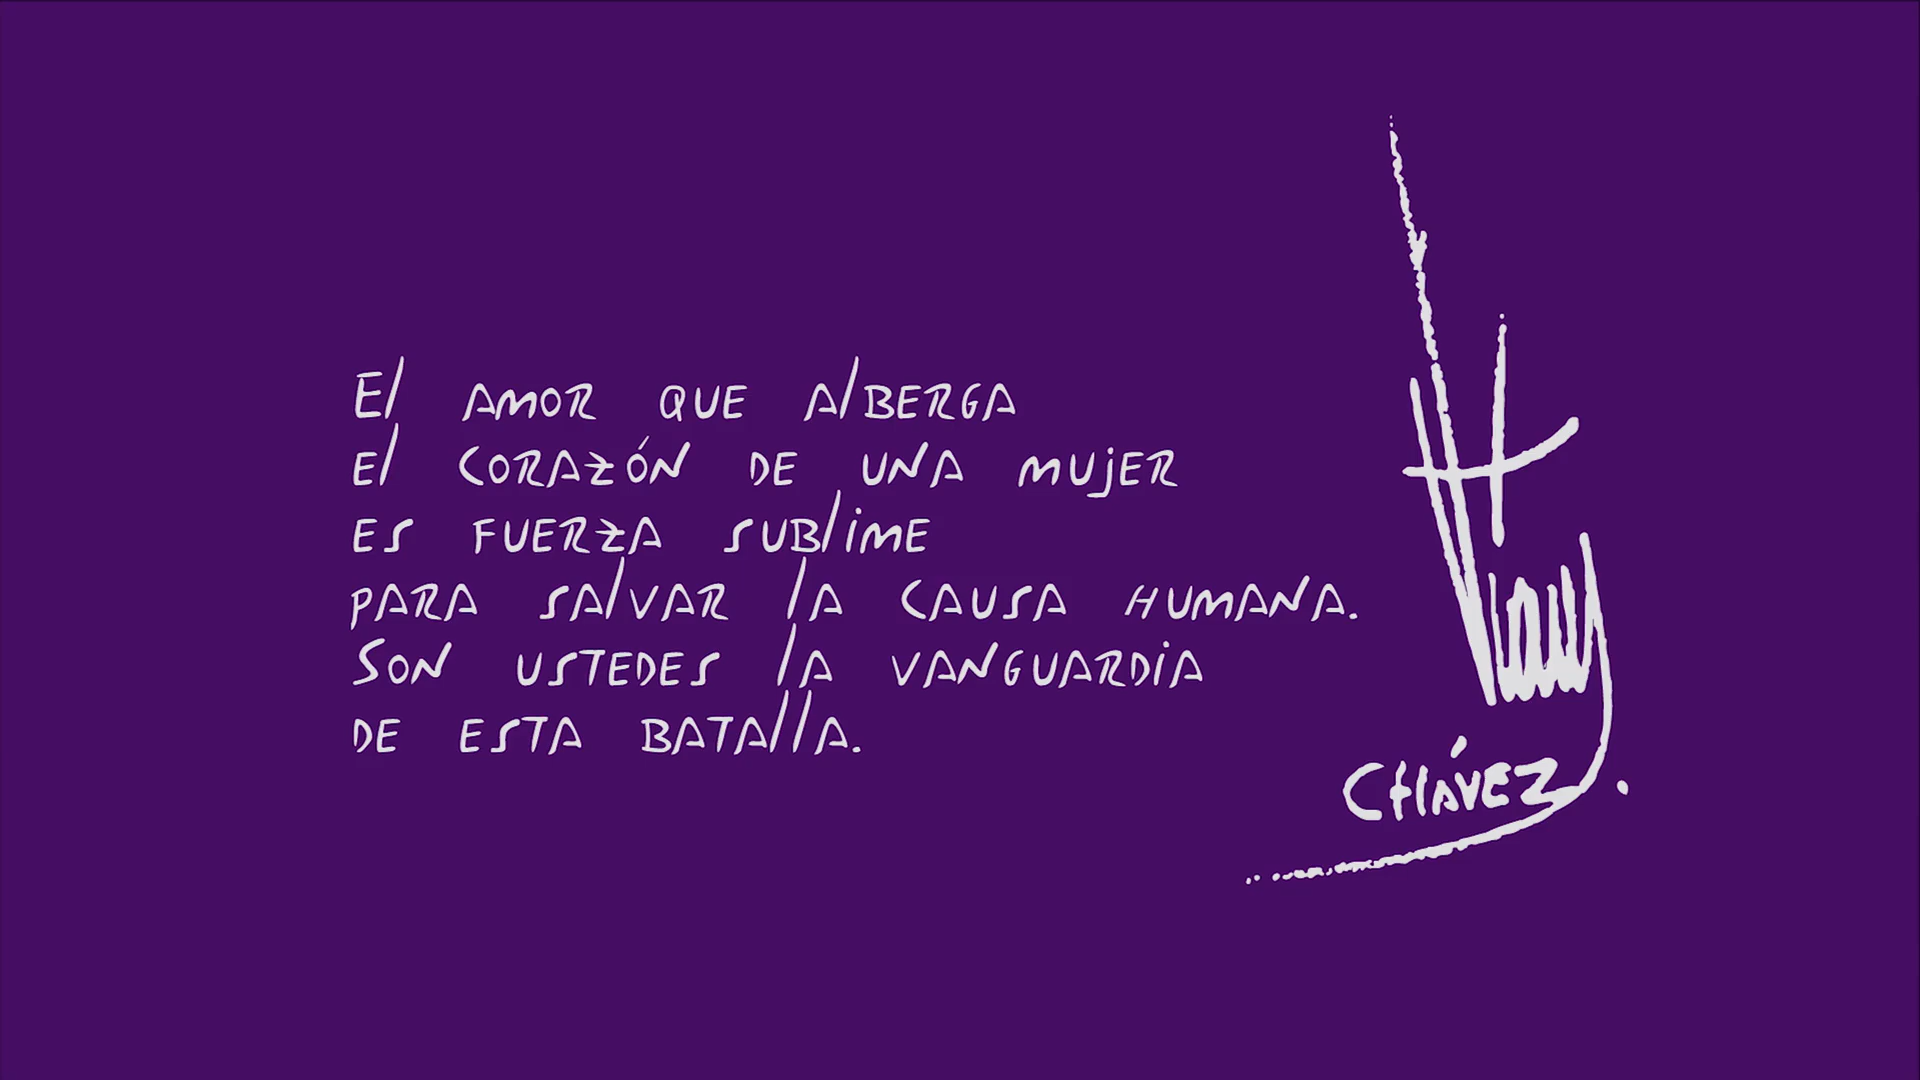 El amor que alberga
el corazón de una mujer
es fuerza sublime
para salvar la causa humana.
Son ustedes la vanguardia
de esta batalla.
Chávez.